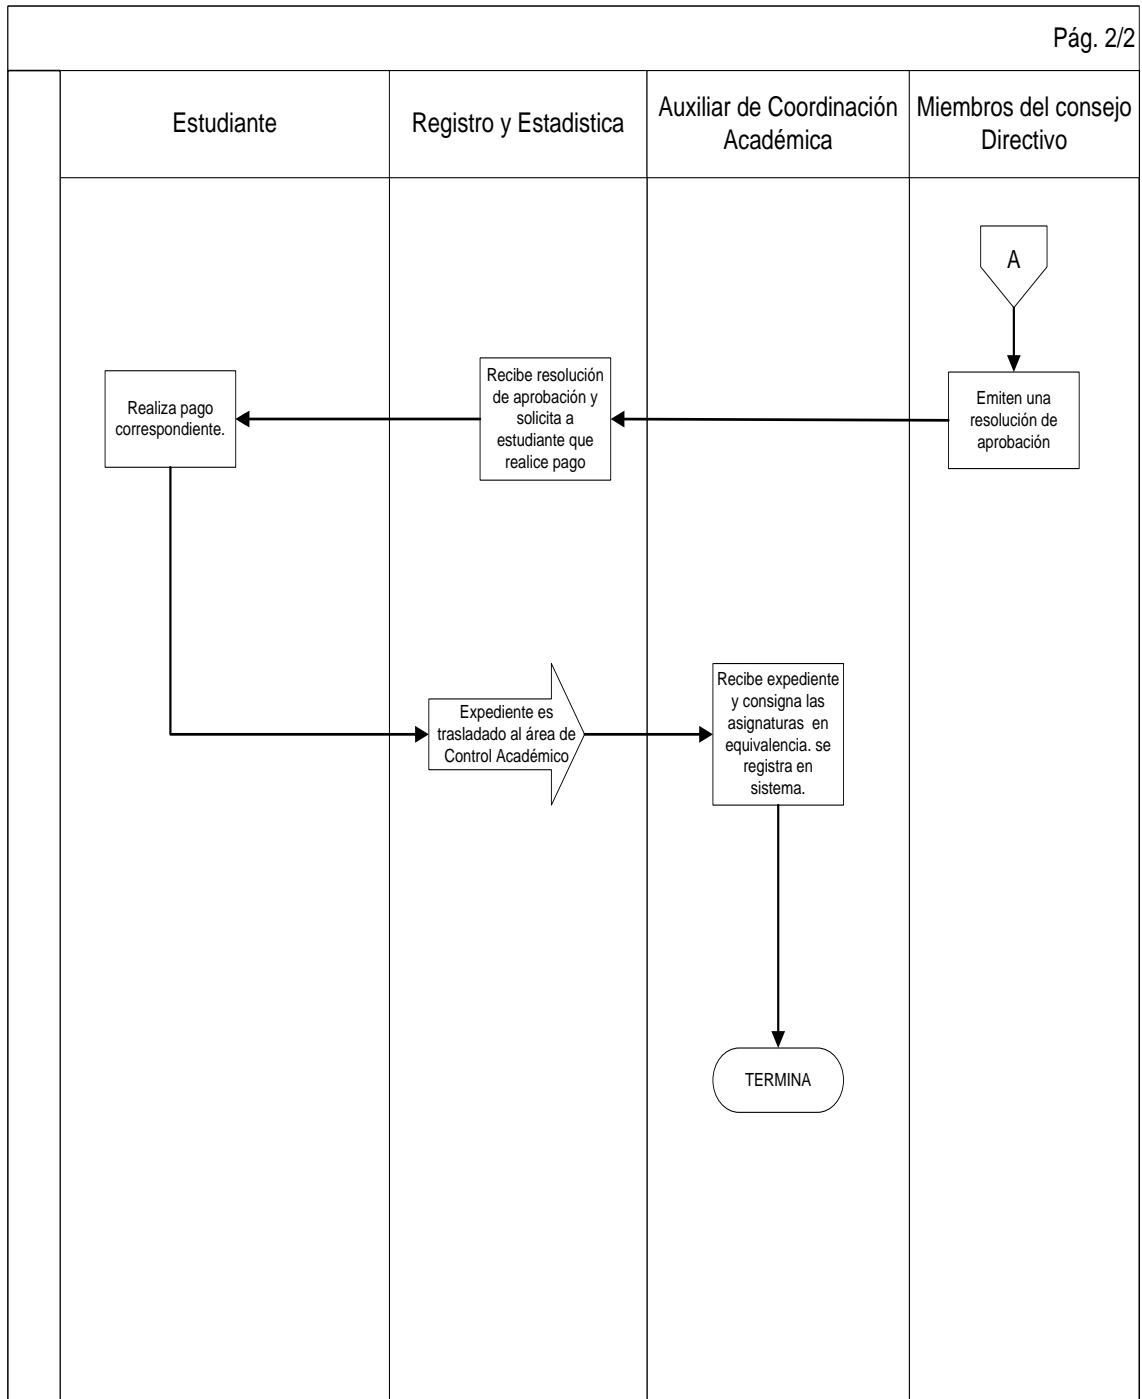 Pág. 2/2
Estudiante
Registro y Estadistica
Auxiliar de Coordinación
Académica
Miembros del consejo
Directivo
A
Emiten una
resolución de
aprobación
Recibe resolución
de aprobación y
solicita a
estudiante que
realice pago
Realiza pago
correspondiente.
Expediente es
trasladado al área de
Control Académico
Recibe expediente
y consigna las
asignaturas en
equivalencia. se
registra en
sistema.
TERMINA